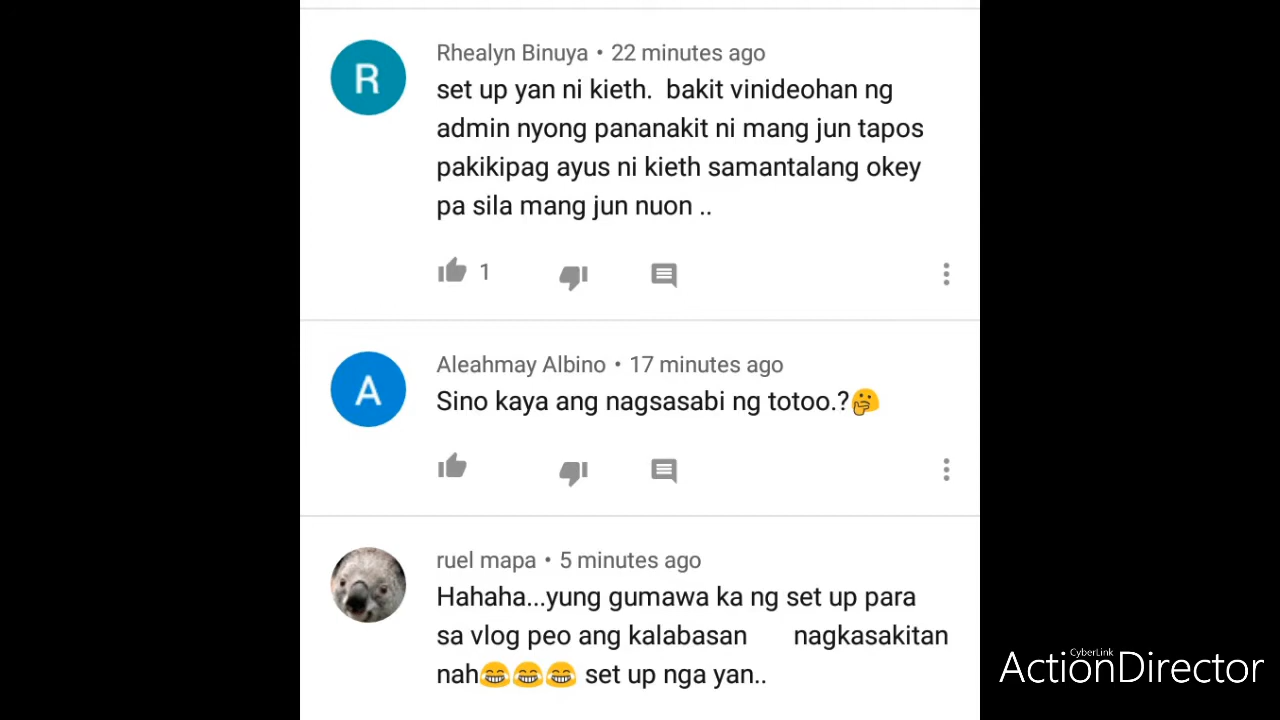 R
Rhealyn Binuya • 22 minutes ago
set up yan ni kieth. bakit vinideohan ng
admin nyong pananakit ni mang jun tapos
pakikipag ayus ni kieth samantalang okey
pa sila mang jun nuon ..
1
A
Aleahmay Albino • 17 minutes ago
Sino kaya ang nagsasabi ng totoo.?🤔
ruel mapa • 5 minutes ago
Hahaha...yung gumawa ka ng set up para
sa vlog peo ang kalabasan nagkasakitan
nah😂😂😂 set up nga yan..
CyberLink
ActionDirector